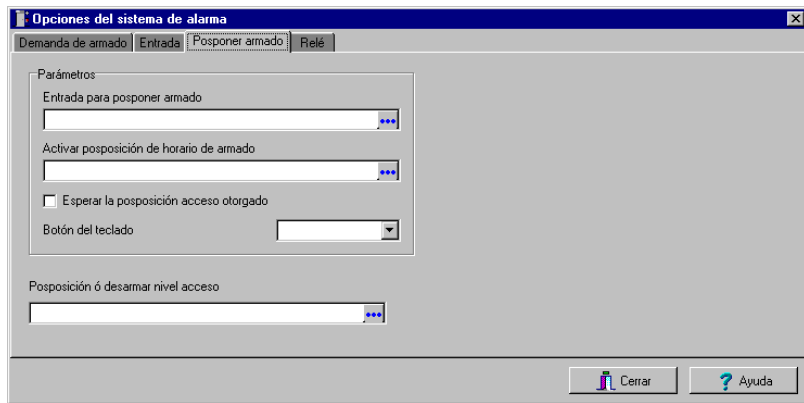 Opciones del sistema de alarma
Demanda de armado Entrada Posponer armado Relé
Parámetros
Entrada para posponer armado
Activar posposición de horario de armado
Esperar la posposición acceso otorgado
Botón del teclado
Posposición ó desarmar nivel acceso
Cerrar Ayuda